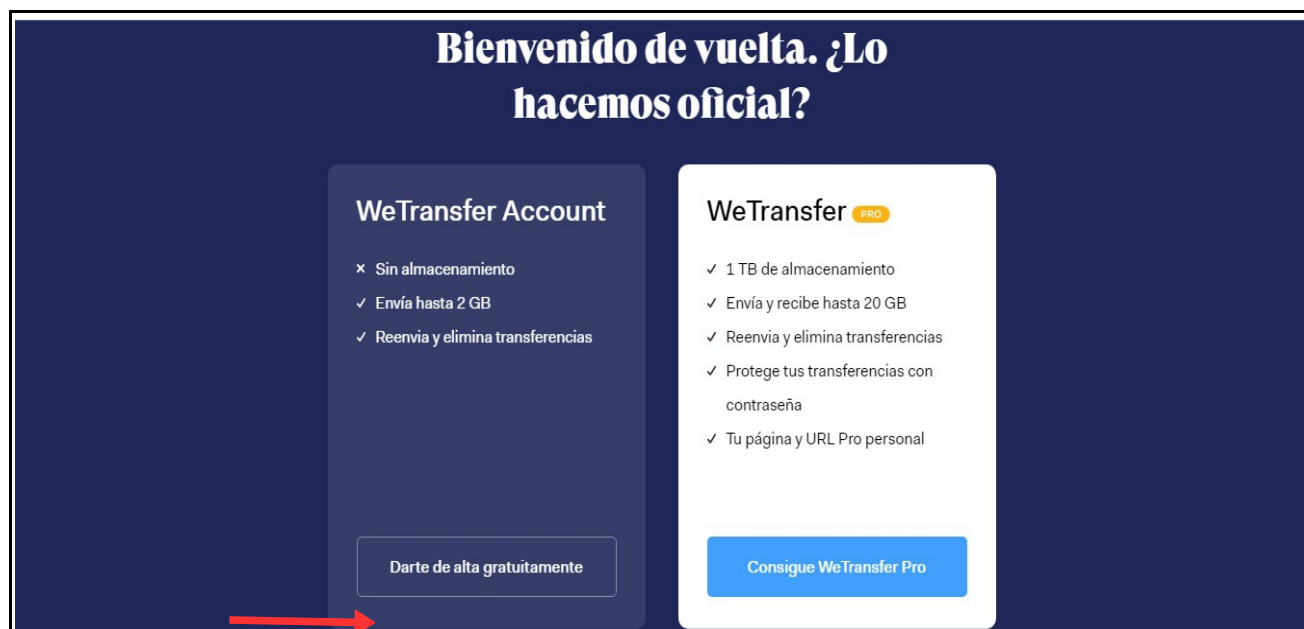 Bienvenido de vuelta. ¿Lo
hacemos oficial?
WeTransfer Account
× Sin almacenamiento
✓ Envía hasta 2 GB
✓ Reenvia y elimina transferencias
Darte de alta gratuitamente
WeTransfer PRO
✓ 1 TB de almacenamiento
✓ Envía y recibe hasta 20 GB
✓ Reenvia y elimina transferencias
✓ Protege tus transferencias con
contraseña
✓ Tu página y URL Pro personal
Consigue WeTransfer Pro